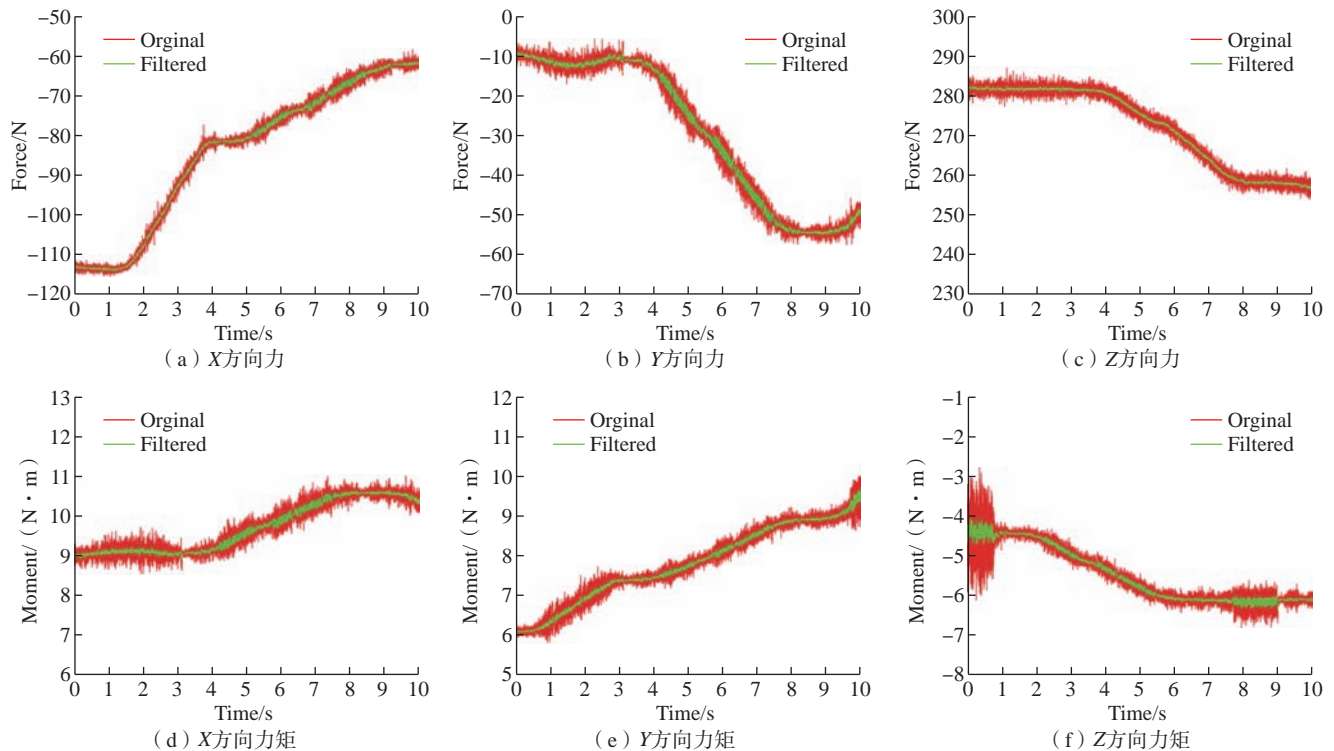 -50
-60
-70
-80
-90
-100
-110
-120
Force/N
Orginal
Filtered
0 1 2 3 4 5 6 7 8 9 10
Time/s
（a）X方向力
0
-10
-20
-30
-40
-50
-60
-70
Force/N
Orginal
Filtered
0 1 2 3 4 5 6 7 8 9 10
Time/s
（b）Y方向力
300
290
280
270
260
250
240
230
Force/N
Orginal
Filtered
0 1 2 3 4 5 6 7 8 9 10
Time/s
（c）Z方向力
13
12
11
10
9
8
7
6
Moment/（N·m）
Orginal
Filtered
0 1 2 3 4 5 6 7 8 9 10
Time/s
（d）X方向力矩
12
11
10
9
8
7
6
5
Moment/（N·m）
Orginal
Filtered
0 1 2 3 4 5 6 7 8 9 10
Time/s
（e）Y方向力矩
-1
-2
-3
-4
-5
-6
-7
-8
Moment/（N·m）
Orginal
Filtered
0 1 2 3 4 5 6 7 8 9 10
Time/s
（f）Z方向力矩